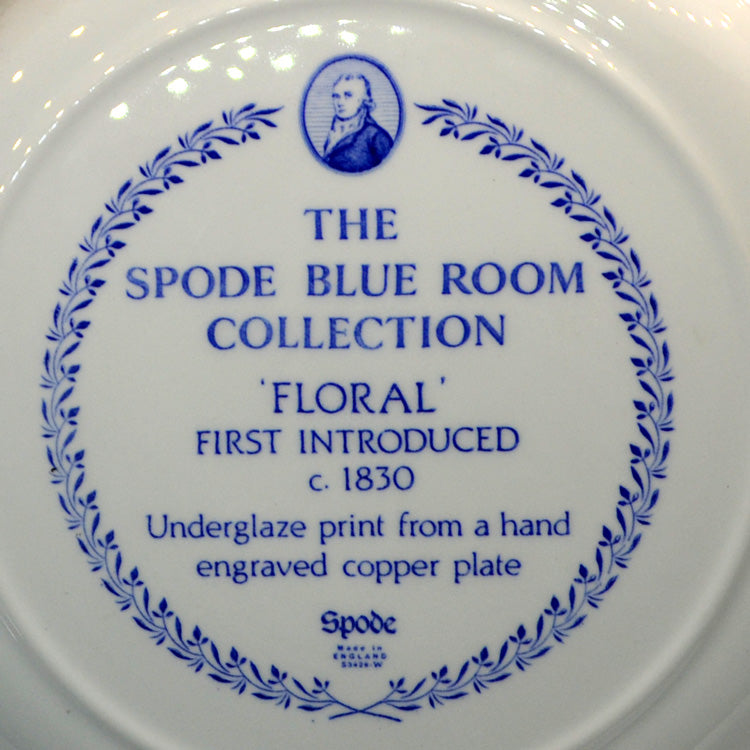 THE
SPODE BLUE ROOM
COLLECTION
'FLORAL'
FIRST INTRODUCED
c. 1830
Underglaze print from a hand
engraved copper plate
Spode
Made in
ENGLAND
S3426-W